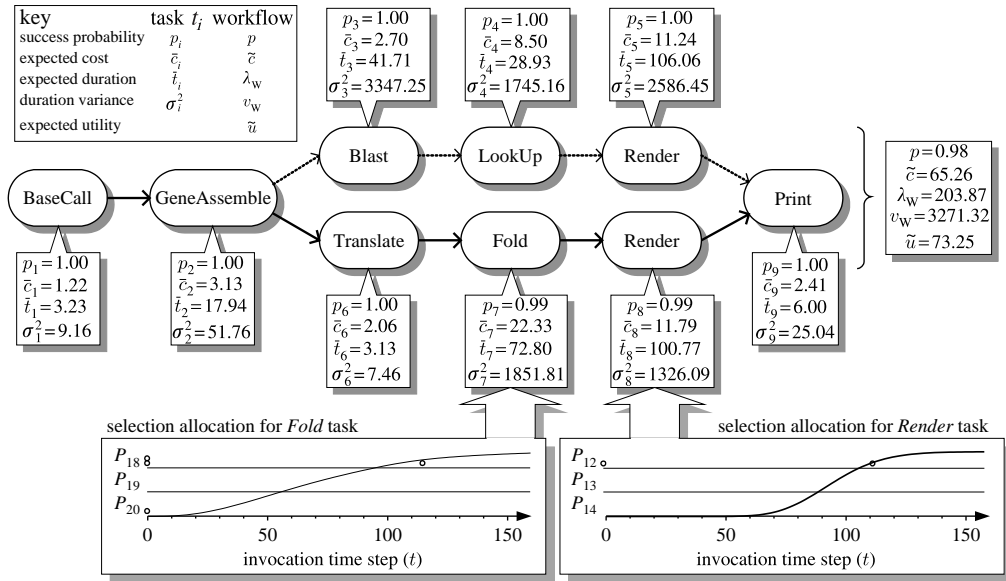 key task tᵢ workflow
success probability pᵢ p
expected cost c̄ᵢ c̃
expected duration t̄ᵢ λ_W
duration variance σᵢ² v_W
expected utility ũ
p₃=1.00
c̄₃=2.70
t̄₃=41.71
σ₃²=3347.25
p₄=1.00
c̄₄=8.50
t̄₄=28.93
σ₄²=1745.16
p₅=1.00
c̄₅=11.24
t̄₅=106.06
σ₅²=2586.45
Blast LookUp Render
BaseCall GeneAssemble Print
Translate Fold Render
p=0.98
c̃=65.26
λ_W=203.87
v_W=3271.32
ũ=73.25
p₁=1.00
c̄₁=1.22
t̄₁=3.23
σ₁²=9.16
p₂=1.00
c̄₂=3.13
t̄₂=17.94
σ₂²=51.76
p₆=1.00
c̄₆=2.06
t̄₆=3.13
σ₆²=7.46
p₇=0.99
c̄₇=22.33
t̄₇=72.80
σ₇²=1851.81
p₈=0.99
c̄₈=11.79
t̄₈=100.77
σ₈²=1326.09
p₉=1.00
c̄₉=2.41
t̄₉=6.00
σ₉²=25.04
selection allocation for Fold task
P₁₈
P₁₉
P₂₀
0 50 100 150
invocation time step (t)
selection allocation for Render task
P₁₂
P₁₃
P₁₄
0 50 100 150
invocation time step (t)